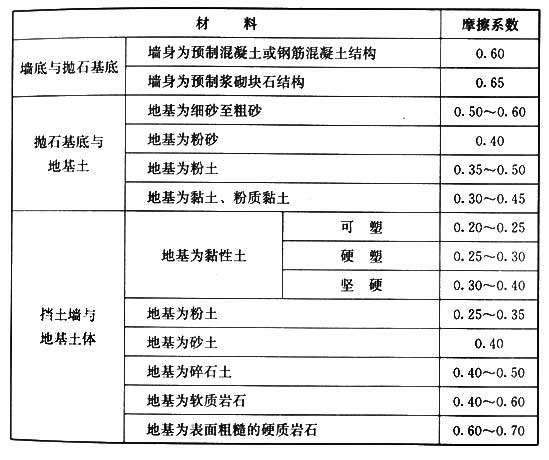 材 料 摩擦系数
墙底与抛石基底 墙身为预制混凝土或钢筋混凝土结构 0.60
墙身为预制浆砌块石结构 0.65
抛石基底与地基土 地基为细砂至粗砂 0.50～0.60
地基为粉砂 0.40
地基为粉土 0.35～0.50
地基为黏土、粉质黏土 0.30～0.45
挡土墙与地基土体 地基为黏性土 可 塑 0.20～0.25
硬 塑 0.25～0.30
坚 硬 0.30～0.40
地基为粉土 0.25～0.35
地基为砂土 0.40
地基为碎石土 0.40～0.50
地基为软质岩石 0.40～0.60
地基为表面粗糙的硬质岩石 0.60～0.70